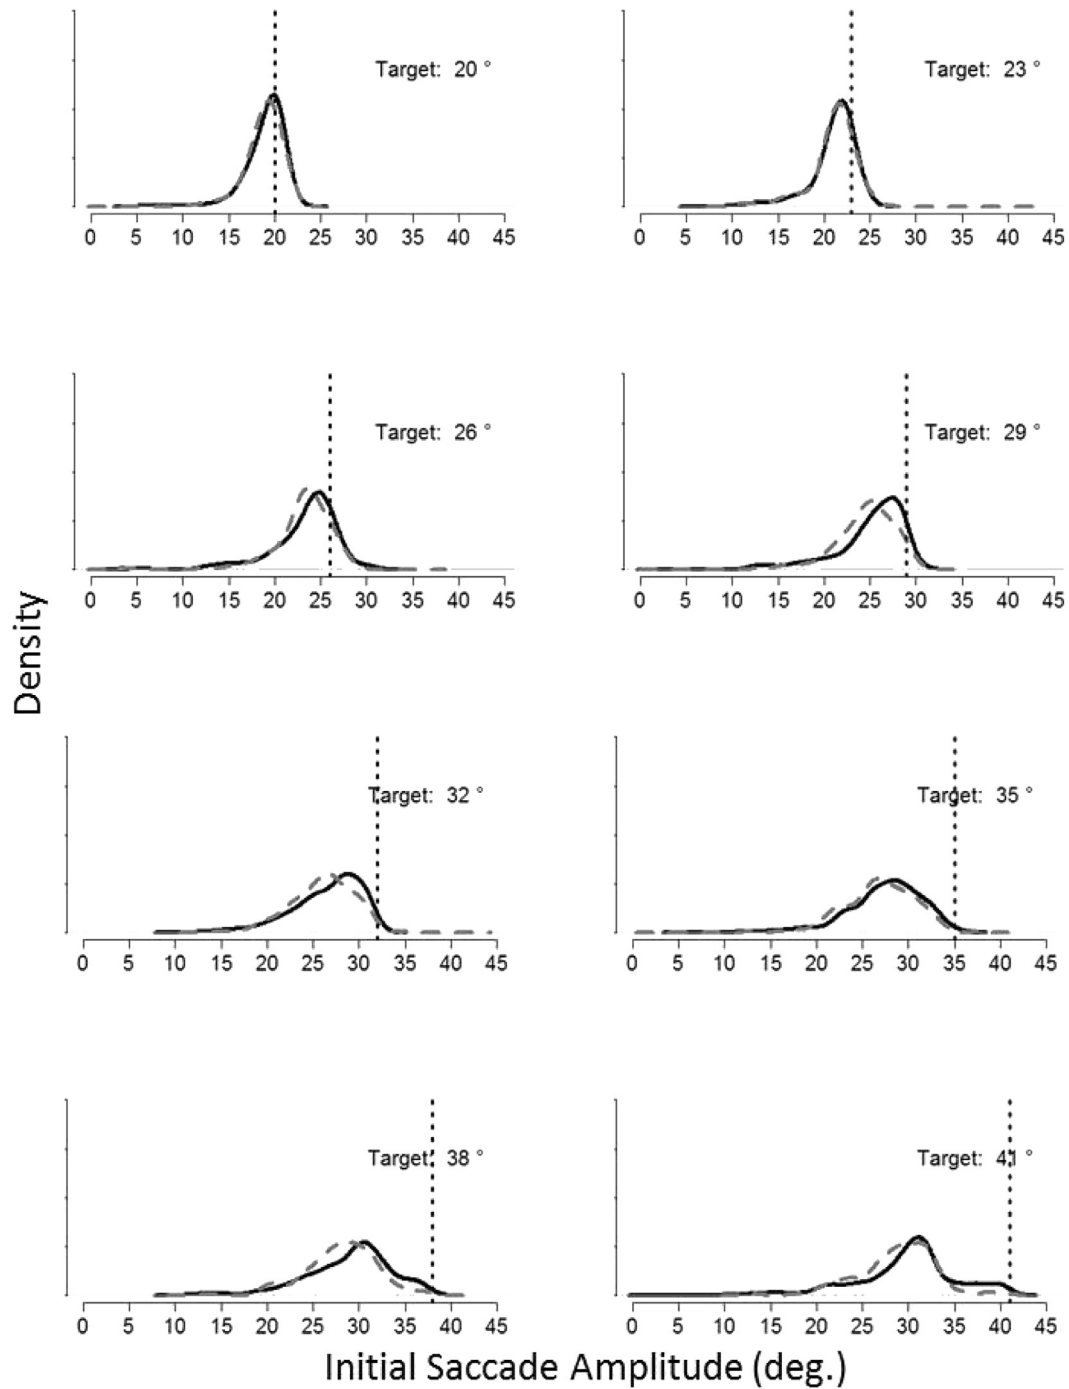 Target: 20 °
Target: 23 °
0 5 10 15 20 25 30 35 40 45
0 5 10 15 20 25 30 35 40 45
Target: 26 °
Target: 29 °
0 5 10 15 20 25 30 35 40 45
0 5 10 15 20 25 30 35 40 45
Density
Target: 32 °
Target: 35 °
0 5 10 15 20 25 30 35 40 45
0 5 10 15 20 25 30 35 40 45
Target: 38 °
Target: 41 °
0 5 10 15 20 25 30 35 40 45
0 5 10 15 20 25 30 35 40 45
Initial Saccade Amplitude (deg.)